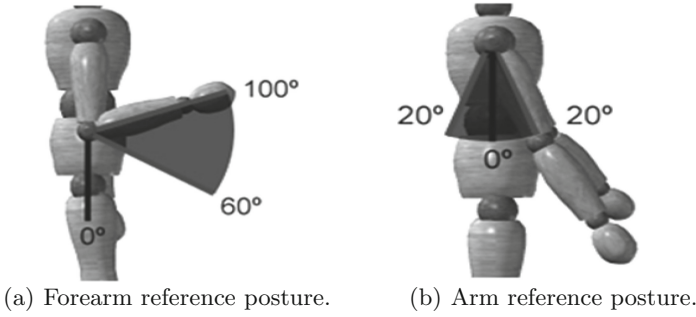 100º
60º
0º
20º
20º
0º
(a) Forearm reference posture.
(b) Arm reference posture.